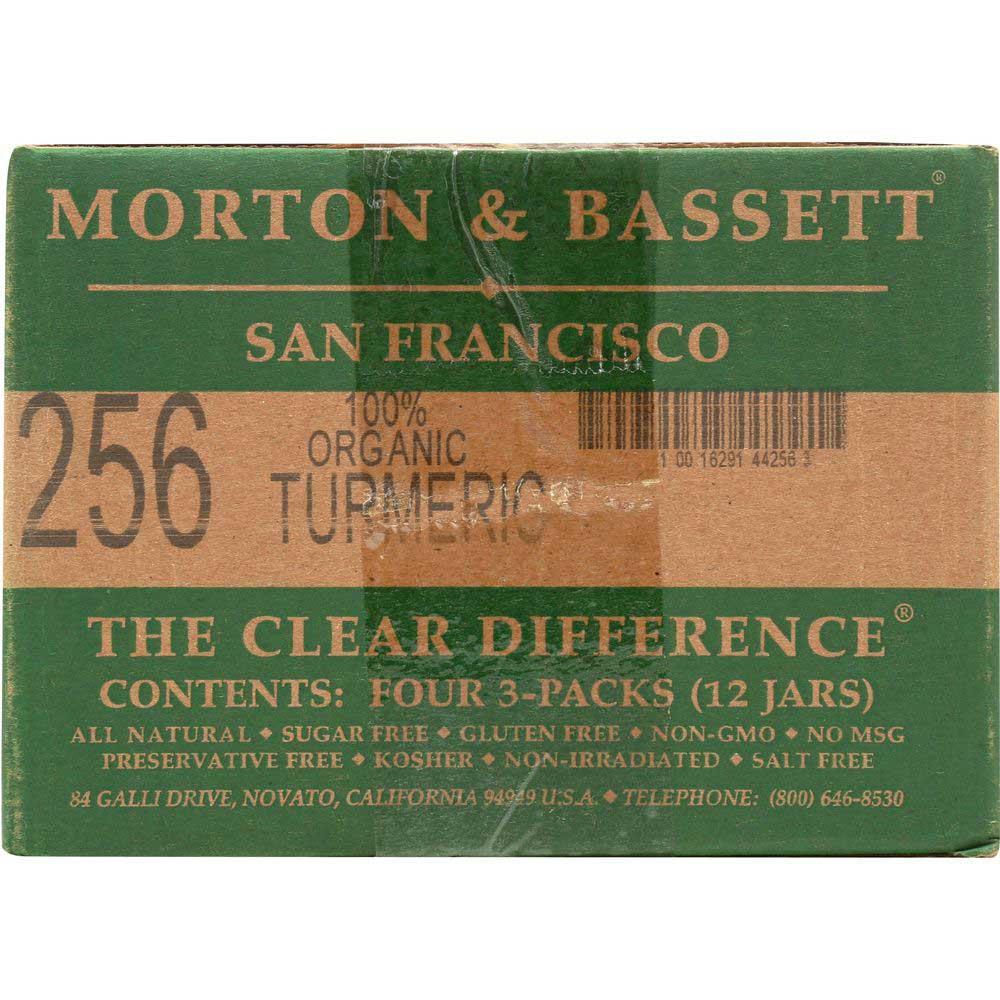 MORTON & BASSETT®
SAN FRANCISCO
256
100%
ORGANIC
TURMERIC
1 00 16291 44256 3
THE CLEAR DIFFERENCE®
CONTENTS: FOUR 3-PACKS (12 JARS)
ALL NATURAL ◆ SUGAR FREE ◆ GLUTEN FREE ◆ NON-GMO ◆ NO MSG
PRESERVATIVE FREE ◆ KOSHER ◆ NON-IRRADIATED ◆ SALT FREE
84 GALLI DRIVE, NOVATO, CALIFORNIA 94949 U.S.A. ◆ TELEPHONE: (800) 646-8530